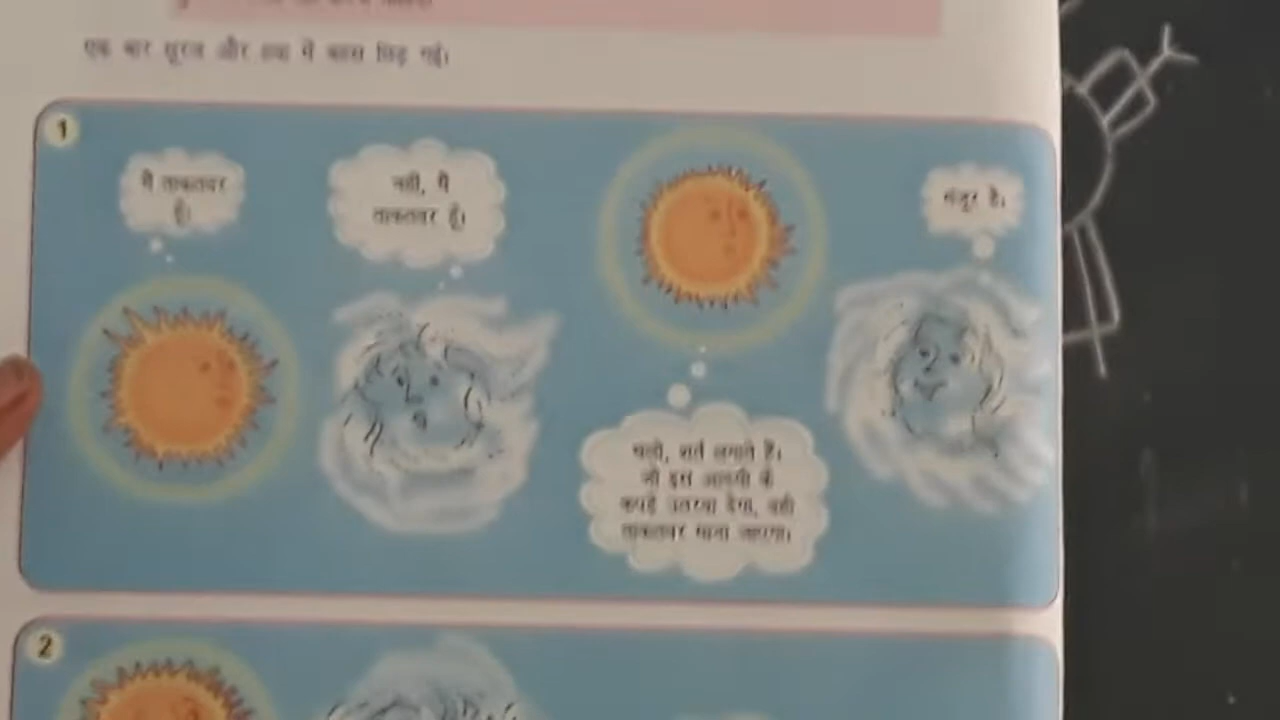 एक बार सूरज और हवा में बहस छिड़ गई।
1
मैं ताकतवर
हूँ।
नहीं, मैं
ताकतवर हूँ।
मंजूर है।
चलो, शर्त लगाते हैं।
जो इस आदमी के
कपड़े उतरवा देगा, वही
ताकतवर माना जाएगा।
2